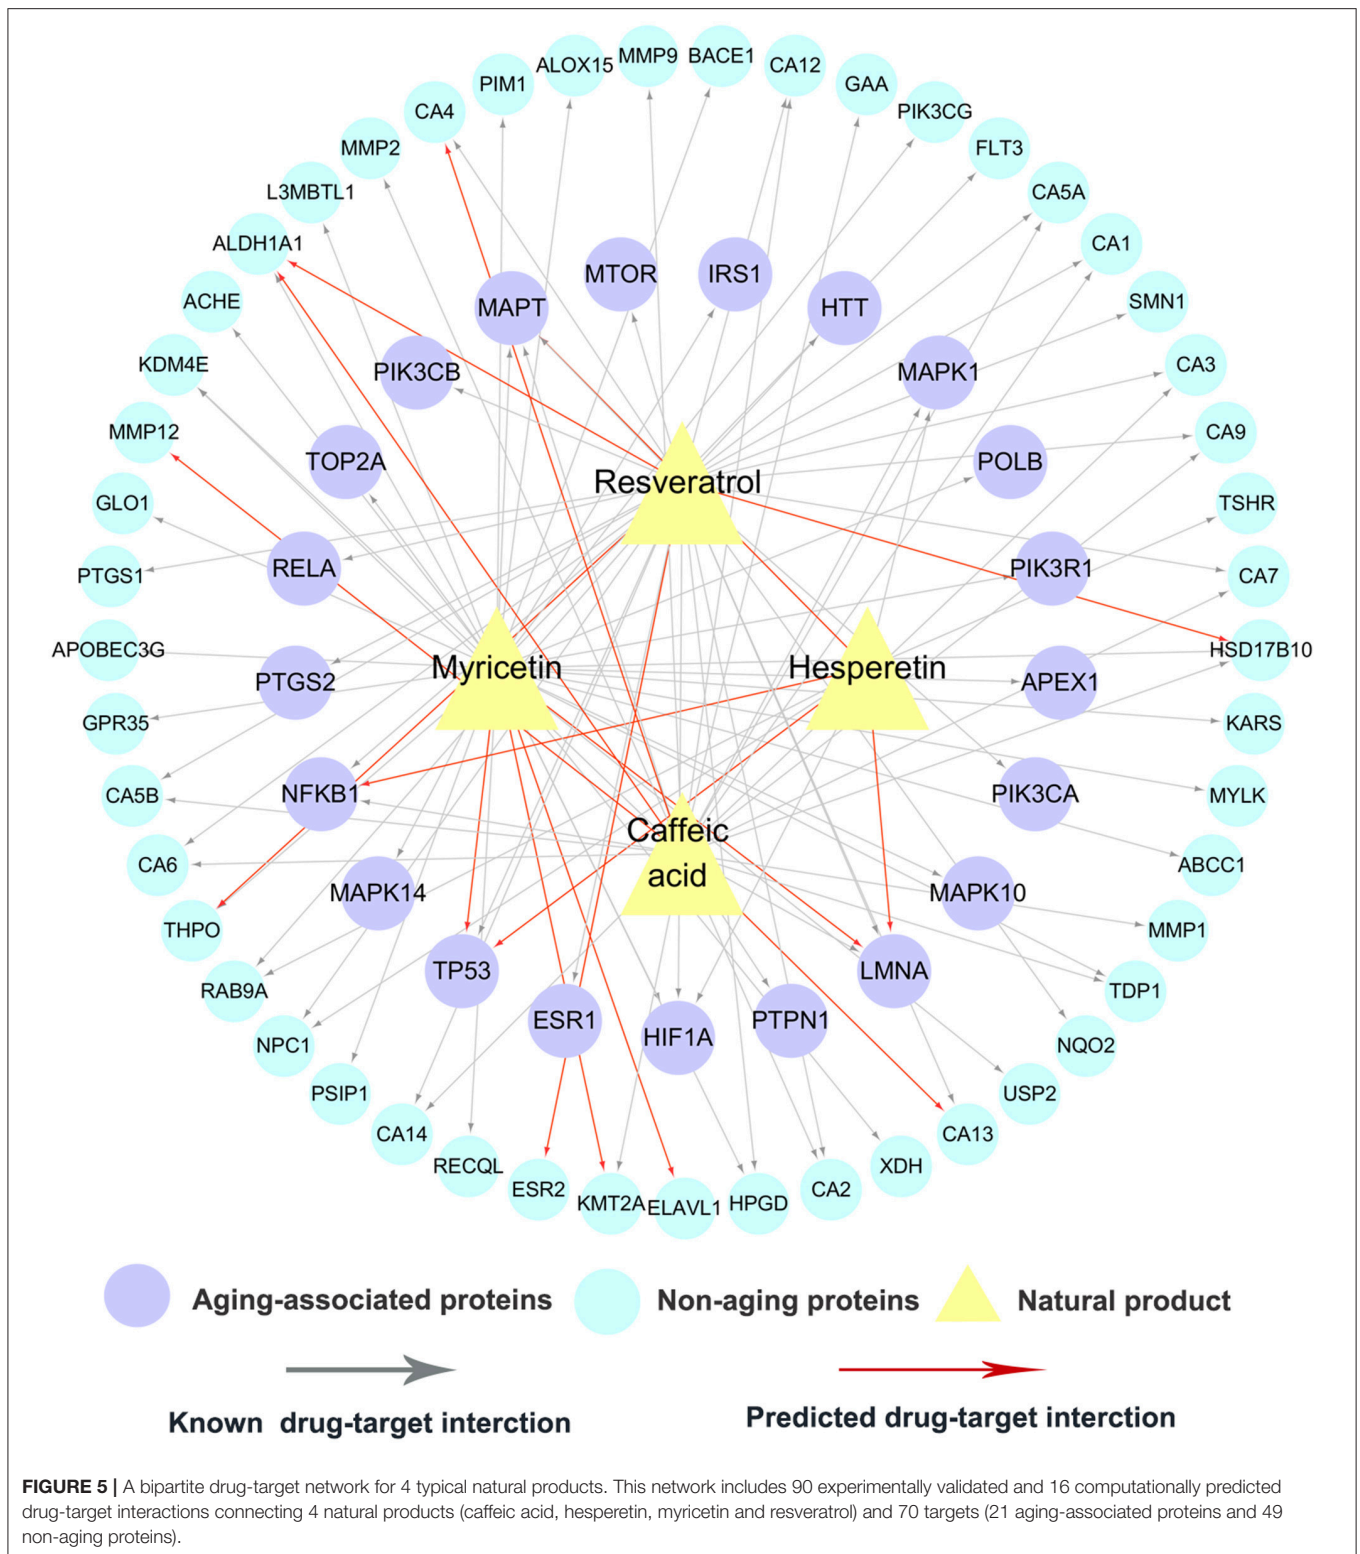 MMP9
BACE1
ALOX15
CA12
PIM1
GAA
CA4
PIK3CG
MMP2
FLT3
L3MBTL1
CA5A
ALDH1A1
CA1
MTOR
IRS1
ACHE
SMN1
MAPT
HTT
KDM4E
CA3
PIK3CB
MAPK1
MMP12
CA9
TOP2A
POLB
Resveratrol
GLO1
TSHR
RELA
PIK3R1
PTGS1
CA7
APOBEC3G
HSD17B10
Myricetin
Hesperetin
PTGS2
APEX1
GPR35
KARS
NFKB1
PIK3CA
CA5B
MYLK
Caffeic
acid
CA6
ABCC1
MAPK14
MAPK10
THPO
MMP1
TP53
LMNA
RAB9A
TDP1
ESR1
HIF1A
PTPN1
NPC1
NQO2
PSIP1
USP2
CA14
CA13
RECQL
XDH
ESR2
CA2
KMT2A
ELAVL1
HPGD
Aging-associated proteins
Non-aging proteins
Natural product
Known drug-target interction
Predicted drug-target interction
FIGURE 5 | A bipartite drug-target network for 4 typical natural products. This network includes 90 experimentally validated and 16 computationally predicted
drug-target interactions connecting 4 natural products (caffeic acid, hesperetin, myricetin and resveratrol) and 70 targets (21 aging-associated proteins and 49
non-aging proteins).